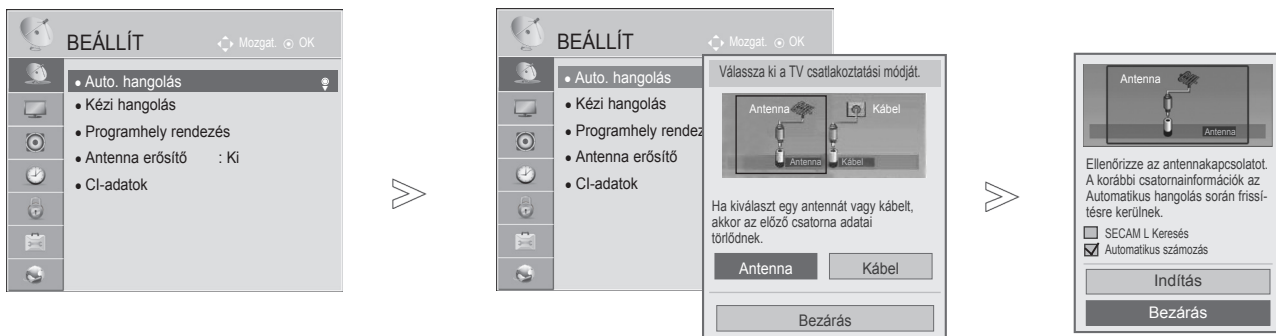 BEÁLLÍT
Mozgat. OK
• Auto. hangolás
• Kézi hangolás
• Programhely rendezés
• Antenna erősítő : Ki
• CI-adatok
BEÁLLÍT
Mozgat. OK
• Auto. hangolás
• Kézi hangolás
• Programhely rendez
• Antenna erősítő
• CI-adatok
Válassza ki a TV csatlakoztatási módját.
Antenna Kábel
Antenna Kábel
Ha kiválaszt egy antennát vagy kábelt,
akkor az előző csatorna adatai
törlődnek.
Antenna Kábel
Bezárás
Antenna
Antenna
Ellenőrizze az antennakapcsolatot.
A korábbi csatornainformációk az
Automatikus hangolás során frissí-
tésre kerülnek.
SECAM L Keresés
Automatikus számozás
Indítás
Bezárás